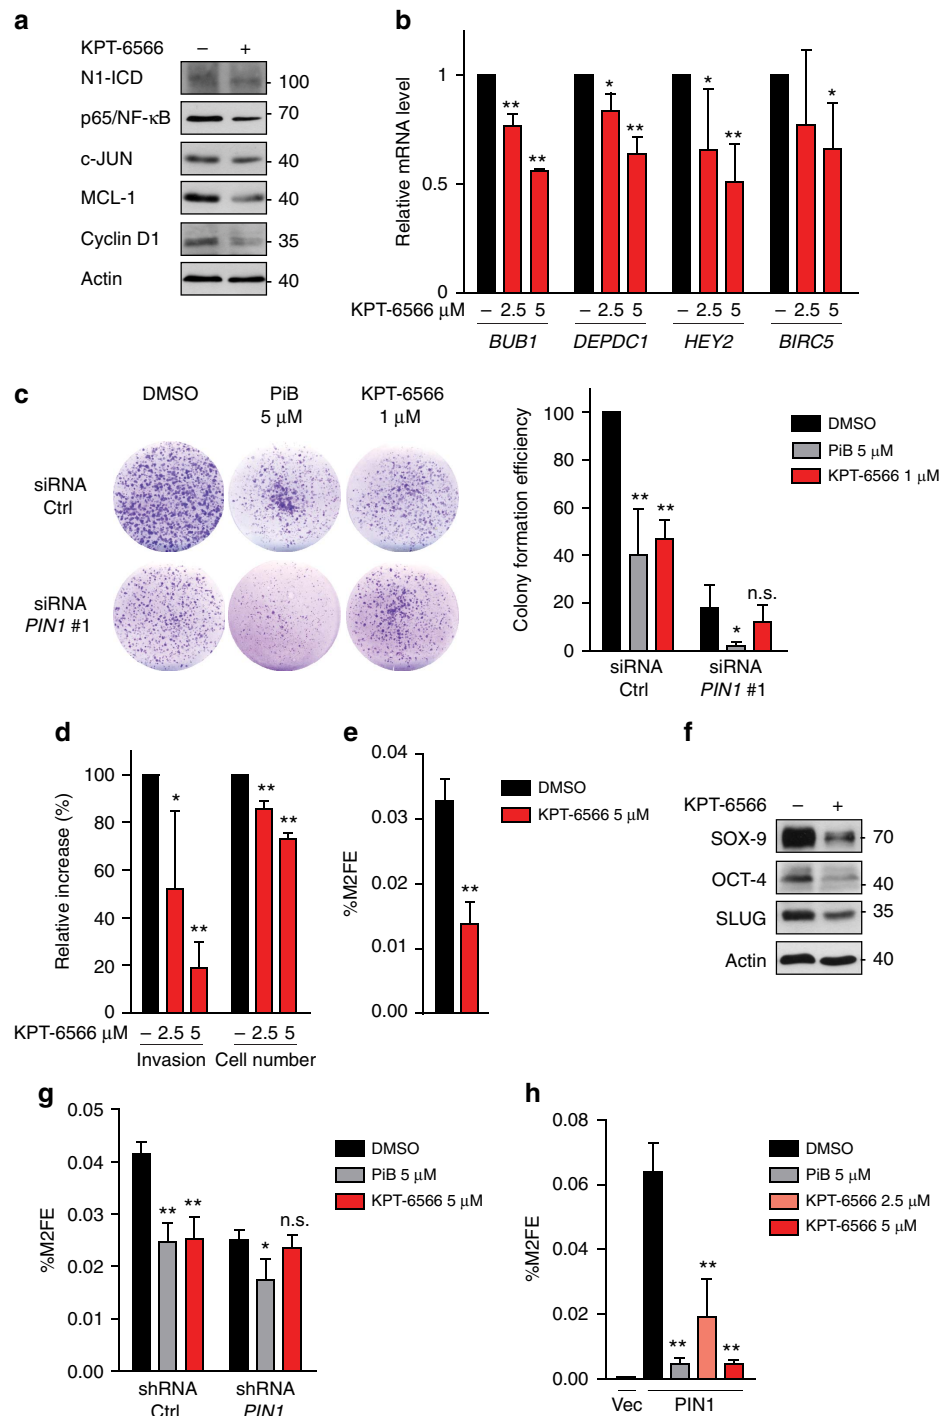 a
KPT-6566 – +
N1-ICD 100
p65/NF-κB 70
c-JUN 40
MCL-1 40
Cyclin D1 35
Actin 40
b
Relative mRNA level
1
0.5
0
** ** * ** * ** *
KPT-6566 μM – 2.5 5 – 2.5 5 – 2.5 5 – 2.5 5
BUB1 DEPDC1 HEY2 BIRC5
c
DMSO PiB 5 μM KPT-6566 1 μM
siRNA Ctrl
siRNA PIN1 #1
Colony formation efficiency
100
80
60
40
20
0
** ** * n.s.
siRNA Ctrl
siRNA PIN1 #1
DMSO
PiB 5 μM
KPT-6566 1 μM
d
Relative increase (%)
100
80
60
40
20
0
* ** ** **
KPT-6566 μM – 2.5 5 – 2.5 5
Invasion Cell number
e
%M2FE
0.04
0.03
0.02
0.01
0.00
**
DMSO
KPT-6566 5 μM
f
KPT-6566 – +
SOX-9 70
OCT-4 40
SLUG 35
Actin 40
g
%M2FE
0.05
0.04
0.03
0.02
0.01
0.00
** ** * n.s.
shRNA Ctrl
shRNA PIN1
DMSO
PiB 5 μM
KPT-6566 5 μM
h
%M2FE
0.08
0.06
0.04
0.02
0.00
** ** **
Vec PIN1
DMSO
PiB 5 μM
KPT-6566 2.5 μM
KPT-6566 5 μM